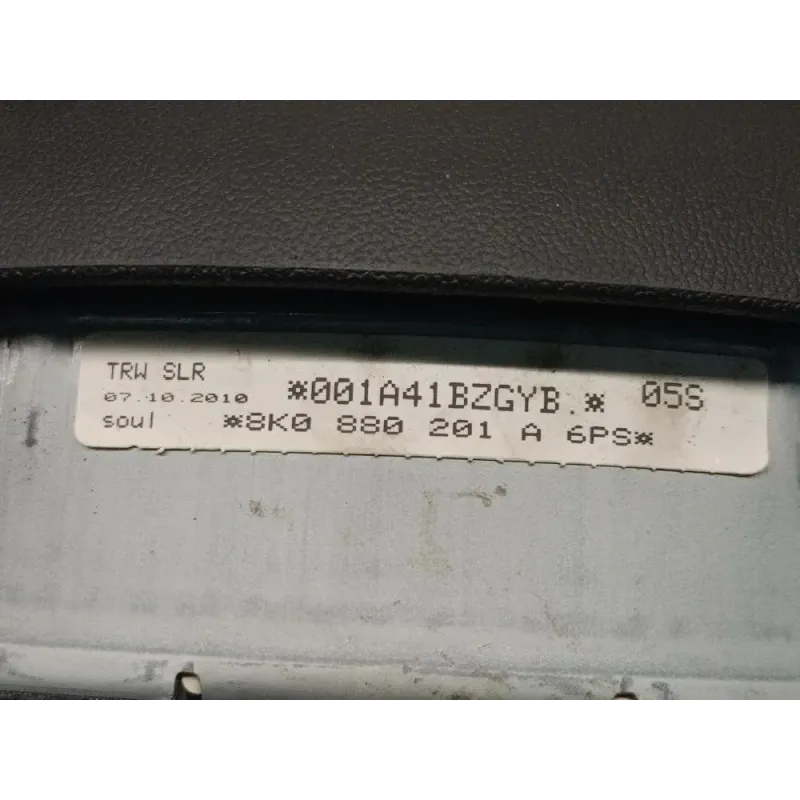 TRW SLR *001A41BZGYB.* 05S
07.10.2010
soul *8K0 880 201 A 6PS*